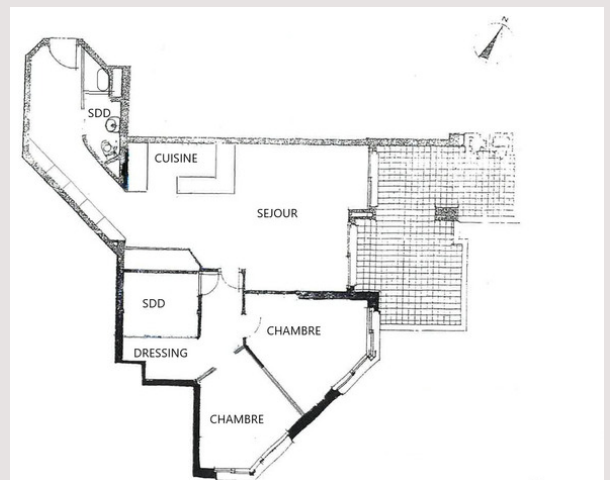 N
SDD
CUISINE
SEJOUR
SDD
CHAMBRE
DRESSING
CHAMBRE